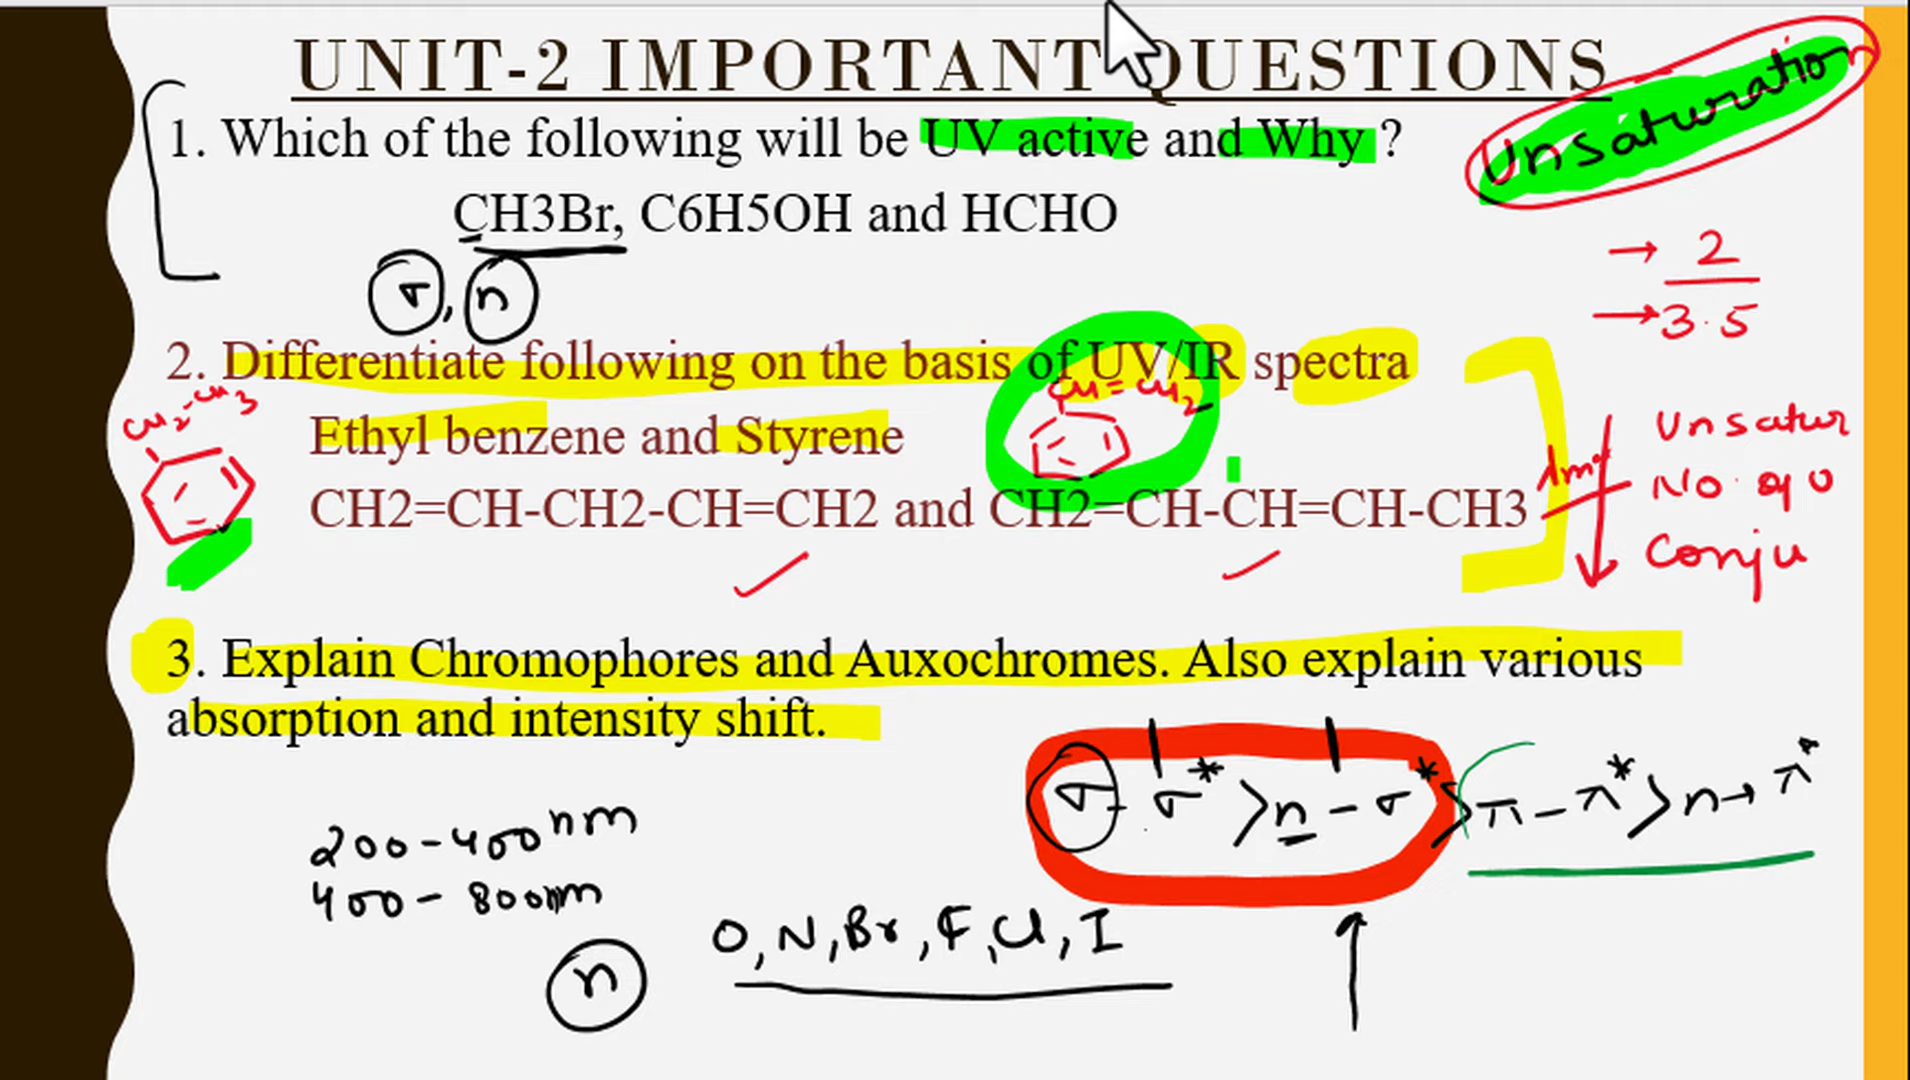 UNIT-2 IMPORTANT QUESTIONS
Unsaturation
1. Which of the following will be UV active and Why ?
CH3Br, C6H5OH and HCHO
σ, n
→ 2
→ 3.5
2. Differentiate following on the basis of UV/IR spectra
CH2-CH3
CH=CH2
Ethyl benzene and Styrene
Unsatur
No. of
CH2=CH-CH2-CH=CH2 and CH2=CH-CH=CH-CH3
Conju
3. Explain Chromophores and Auxochromes. Also explain various
absorption and intensity shift.
σ - σ* > n - σ* > π - π* > n → π*
200-400nm
400-800nm
O, N, Br, F, Cl, I
n